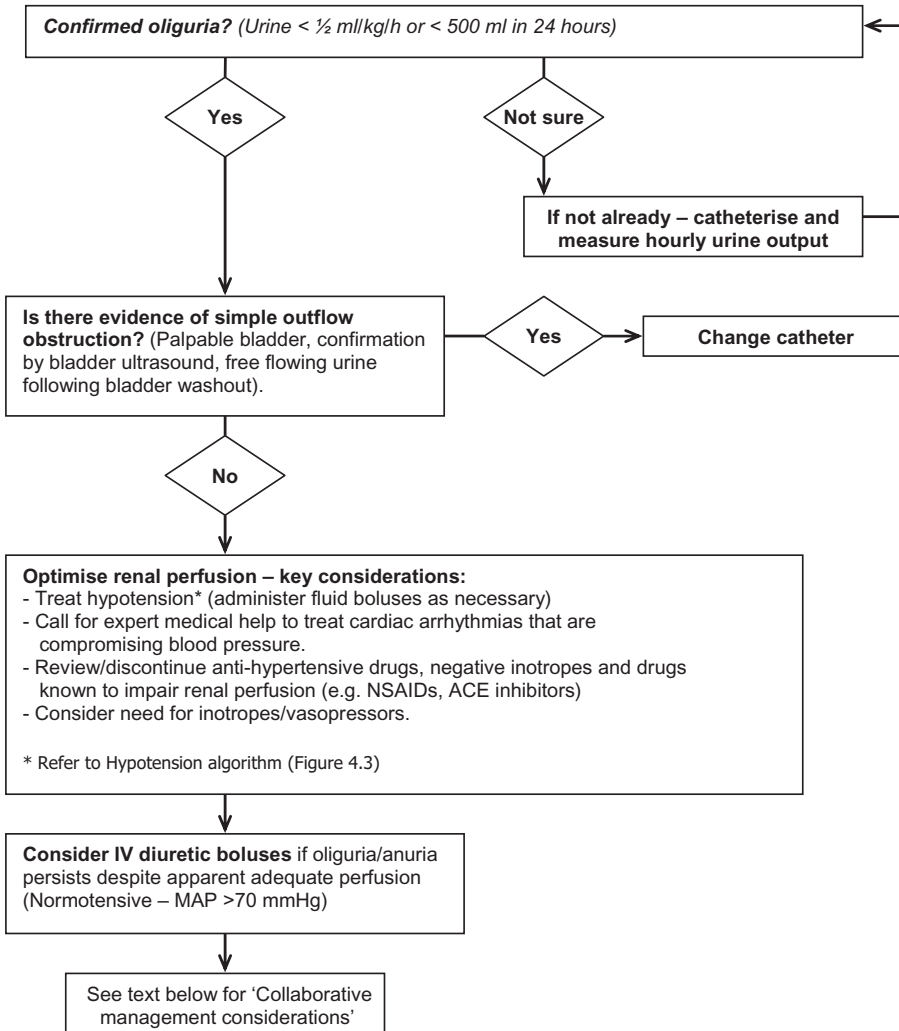 Confirmed oliguria? (Urine < ½ ml/kg/h or < 500 ml in 24 hours)
Yes
Not sure
If not already – catheterise and
measure hourly urine output
Is there evidence of simple outflow
obstruction? (Palpable bladder, confirmation
by bladder ultrasound, free flowing urine
following bladder washout).
Yes
Change catheter
No
Optimise renal perfusion – key considerations:
- Treat hypotension* (administer fluid boluses as necessary)
- Call for expert medical help to treat cardiac arrhythmias that are
compromising blood pressure.
- Review/discontinue anti-hypertensive drugs, negative inotropes and drugs
known to impair renal perfusion (e.g. NSAIDs, ACE inhibitors)
- Consider need for inotropes/vasopressors.
* Refer to Hypotension algorithm (Figure 4.3)
Consider IV diuretic boluses if oliguria/anuria
persists despite apparent adequate perfusion
(Normotensive – MAP >70 mmHg)
See text below for ‘Collaborative
management considerations’